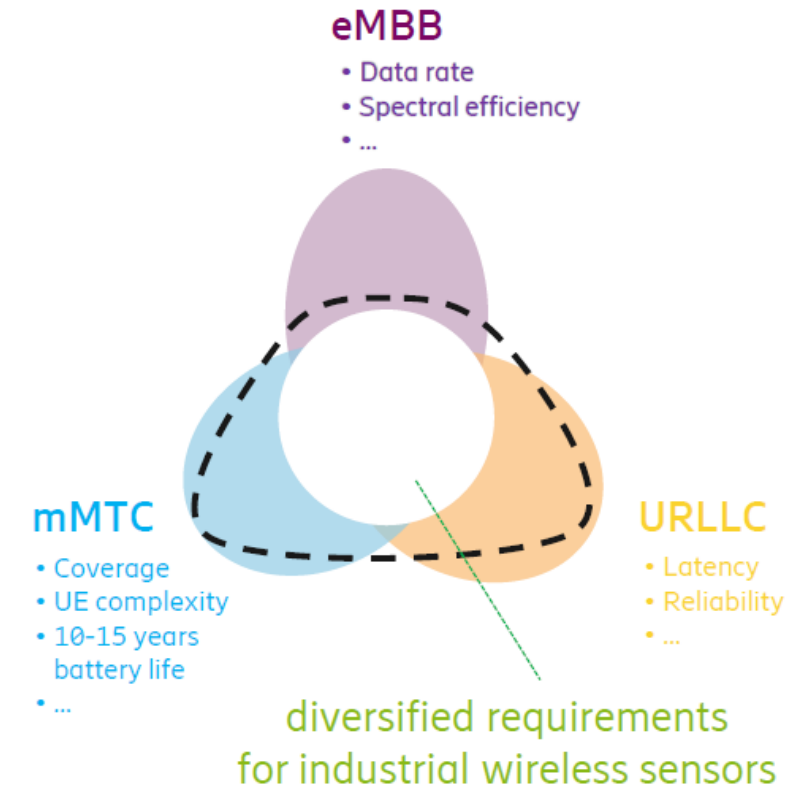 eMBB
• Data rate
• Spectral efficiency
• ...
mMTC
• Coverage
• UE complexity
• 10-15 years
battery life
• ...
URLLC
• Latency
• Reliability
• ...
diversified requirements
for industrial wireless sensors